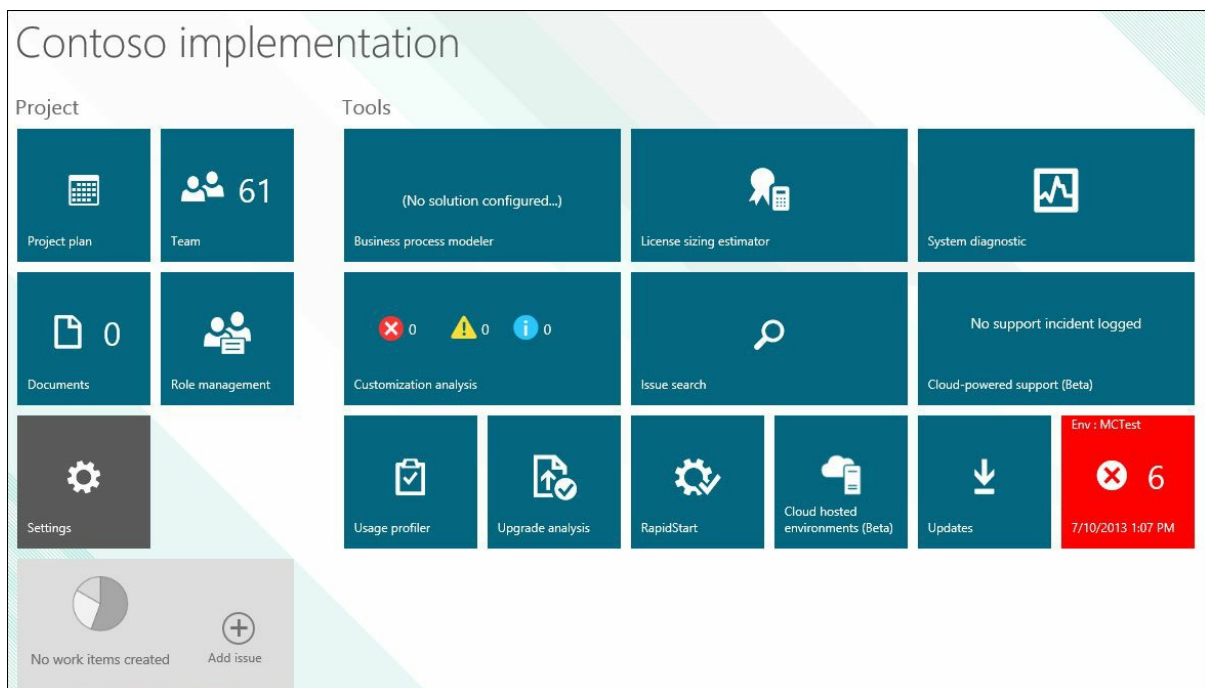 Contoso implementation
Project
Tools
Project plan
61
Team
(No solution configured...)
Business process modeler
License sizing estimator
System diagnostic
0
Documents
Role management
0 0 0
Customization analysis
Issue search
No support incident logged
Cloud-powered support (Beta)
Settings
Usage profiler
Upgrade analysis
RapidStart
Cloud hosted
environments (Beta)
Updates
Env : MCTest
6
7/10/2013 1:07 PM
No work items created
Add issue